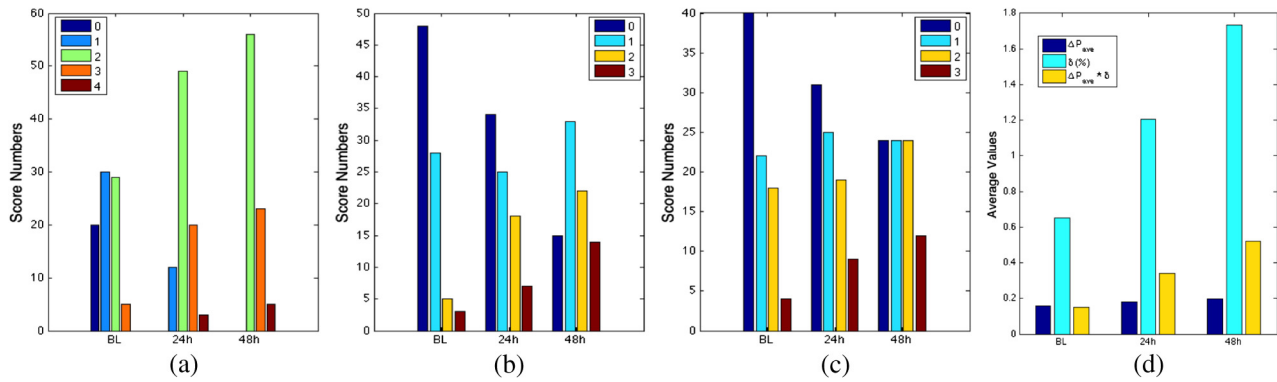 60
50
40
30
20
10
0
Score Numbers
BL
24h
48h
0
1
2
3
4
(a)
50
45
40
35
30
25
20
15
10
5
0
Score Numbers
BL
24h
48h
0
1
2
3
(b)
40
35
30
25
20
15
10
5
0
Score Numbers
BL
24h
48h
0
1
2
3
(c)
1.8
1.6
1.4
1.2
1
0.8
0.6
0.4
0.2
0
Average Values
BL
24h
48h
ΔPave
δ(%)
ΔPave * δ
(d)